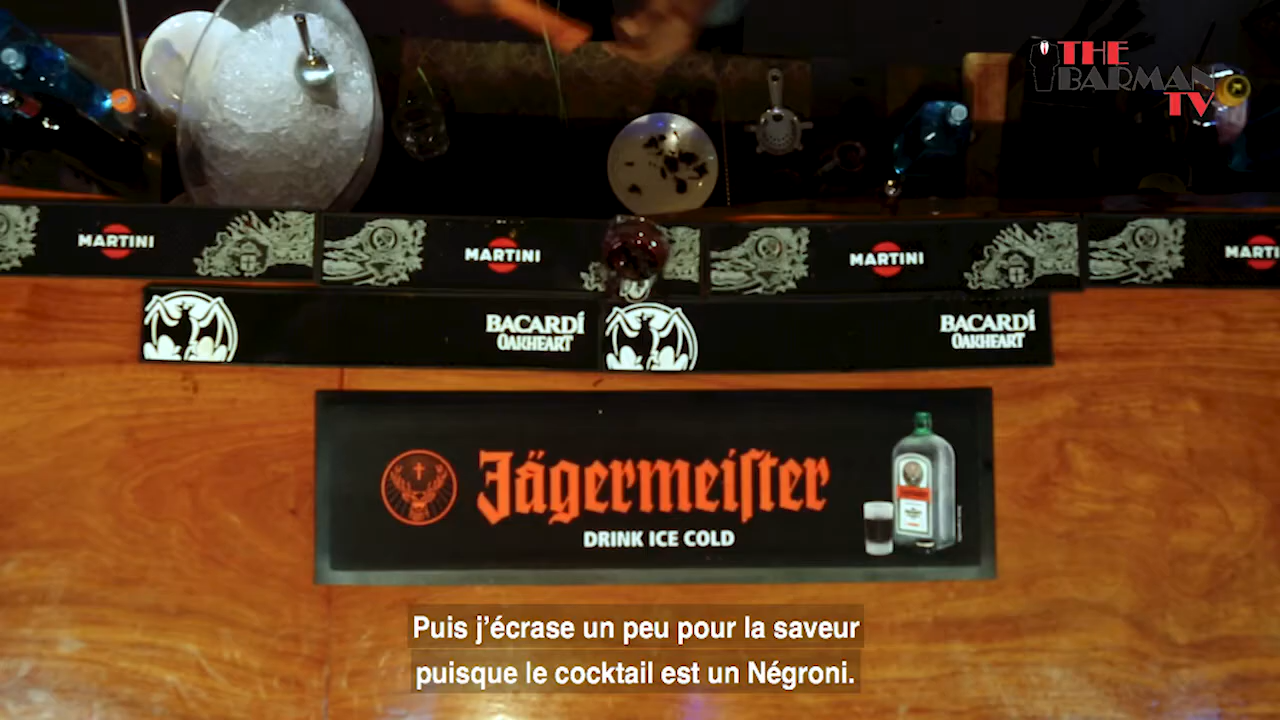 THE
BARMAN
TV
MARTINI
MARTINI
MARTINI
MARTINI
BACARDÍ
OAKHEART
BACARDÍ
OAKHEART
Jägermeiſter
DRINK ICE COLD
Puis j’écrase un peu pour la saveur
puisque le cocktail est un Négroni.